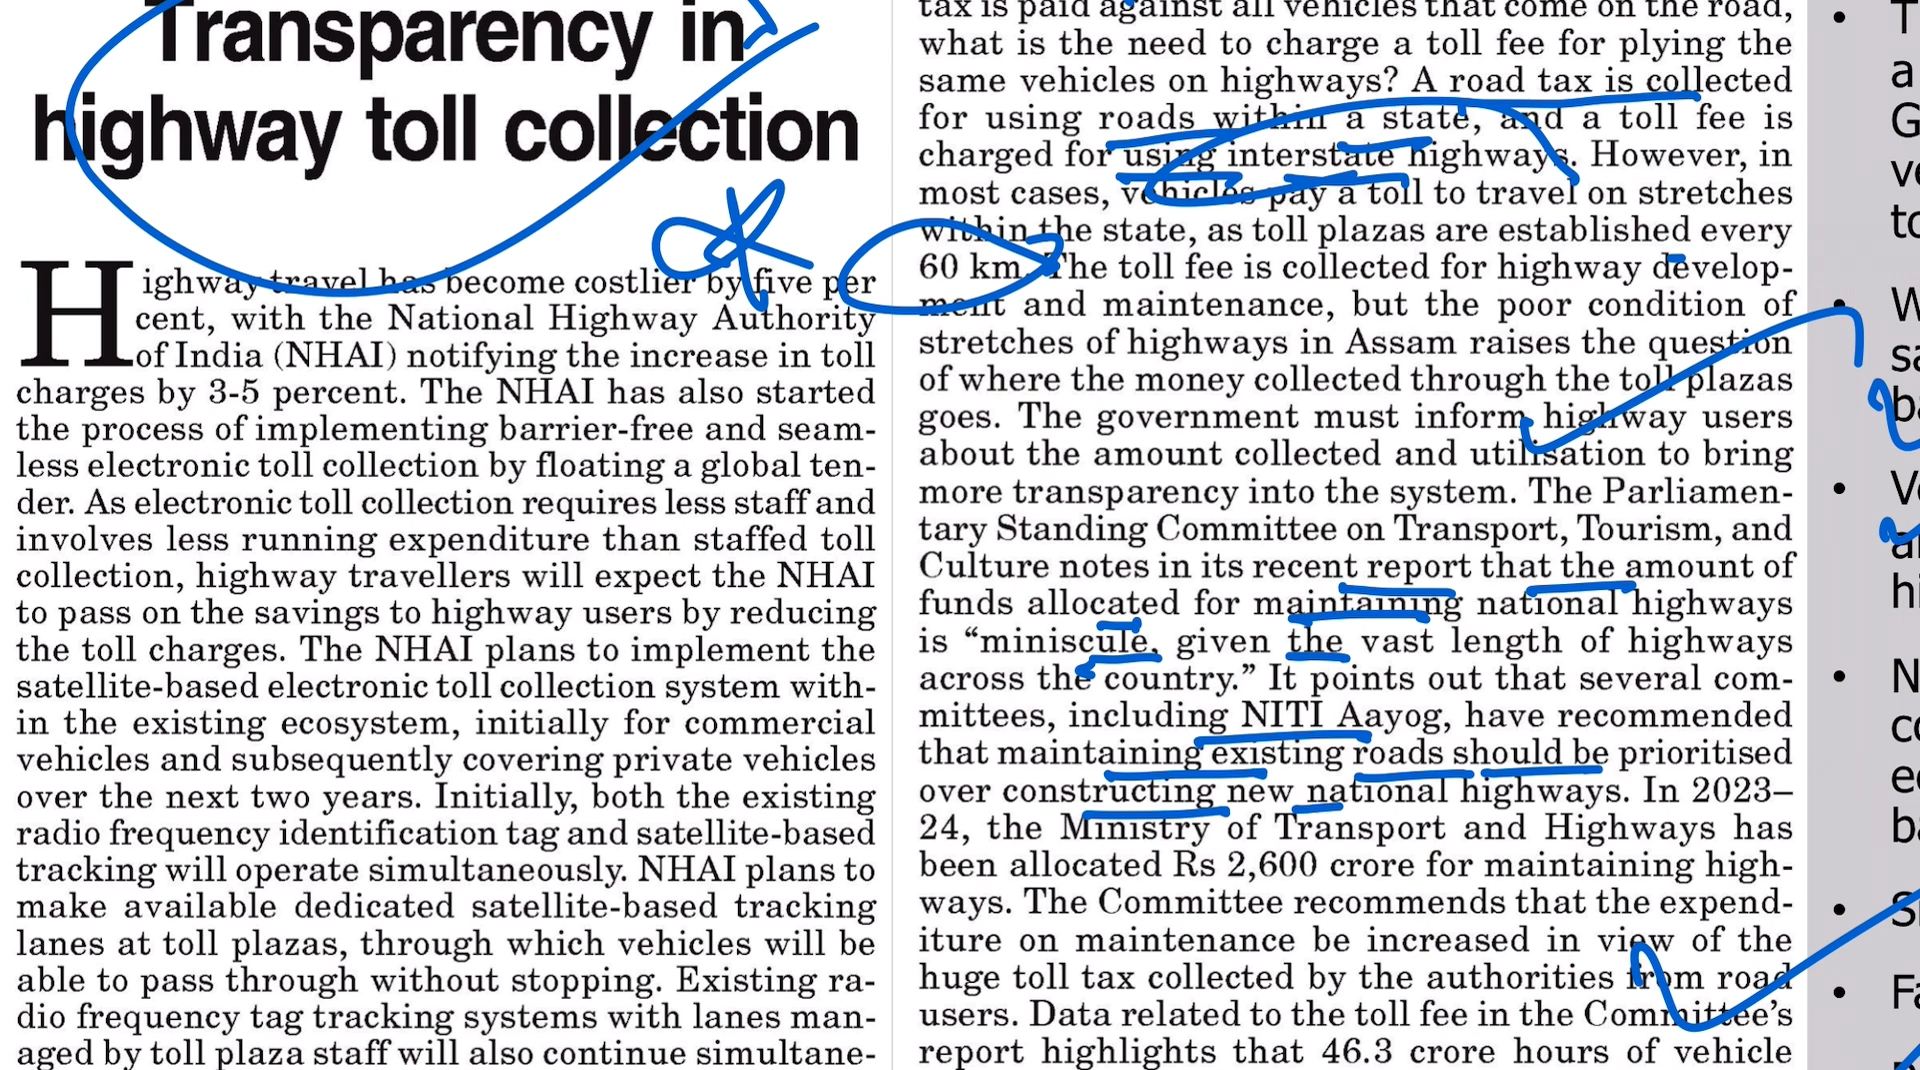 Transparency in
highway toll collection
Highway travel has become costlier by five per
cent, with the National Highway Authority
of India (NHAI) notifying the increase in toll
charges by 3-5 percent. The NHAI has also started
the process of implementing barrier-free and seam-
less electronic toll collection by floating a global ten-
der. As electronic toll collection requires less staff and
involves less running expenditure than staffed toll
collection, highway travellers will expect the NHAI
to pass on the savings to highway users by reducing
the toll charges. The NHAI plans to implement the
satellite-based electronic toll collection system with-
in the existing ecosystem, initially for commercial
vehicles and subsequently covering private vehicles
over the next two years. Initially, both the existing
radio frequency identification tag and satellite-based
tracking will operate simultaneously. NHAI plans to
make available dedicated satellite-based tracking
lanes at toll plazas, through which vehicles will be
able to pass through without stopping. Existing ra-
dio frequency tag tracking systems with lanes man-
aged by toll plaza staff will also continue simultane-
tax is paid against all vehicles that come on the road,
what is the need to charge a toll fee for plying the
same vehicles on highways? A road tax is collected
for using roads within a state, and a toll fee is
charged for using interstate highways. However, in
most cases, vehicles pay a toll to travel on stretches
within the state, as toll plazas are established every
60 km. The toll fee is collected for highway develop-
ment and maintenance, but the poor condition of
stretches of highways in Assam raises the question
of where the money collected through the toll plazas
goes. The government must inform highway users
about the amount collected and utilisation to bring
more transparency into the system. The Parliamen-
tary Standing Committee on Transport, Tourism, and
Culture notes in its recent report that the amount of
funds allocated for maintaining national highways
is “miniscule, given the vast length of highways
across the country.” It points out that several com-
mittees, including NITI Aayog, have recommended
that maintaining existing roads should be prioritised
over constructing new national highways. In 2023–
24, the Ministry of Transport and Highways has
been allocated Rs 2,600 crore for maintaining high-
ways. The Committee recommends that the expend-
iture on maintenance be increased in view of the
huge toll tax collected by the authorities from road
users. Data related to the toll fee in the Committee's
report highlights that 46.3 crore hours of vehicle